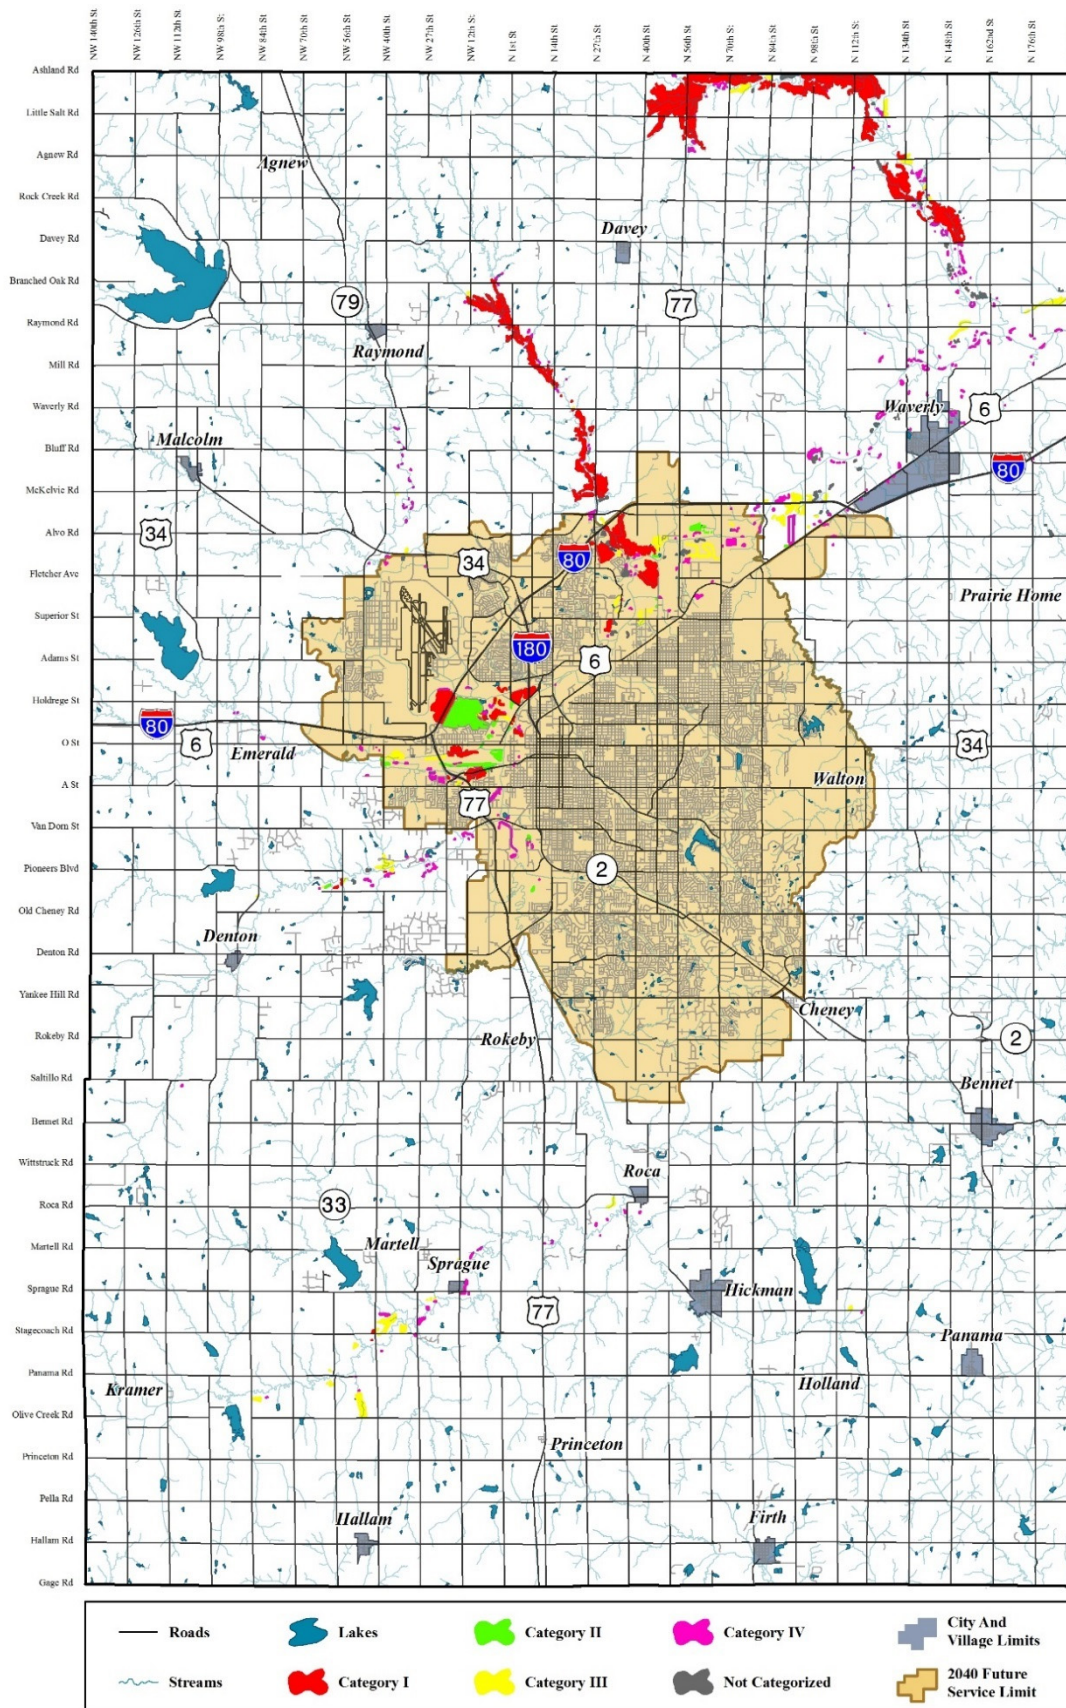 NW 140th St
NW 126th St
NW 112th St
NW 98th St
NW 84th St
NW 70th St
NW 56th St
NW 40th St
NW 27th St
NW 12th St
N 1st St
N 14th St
N 27th St
N 40th St
N 56th St
N 70th St
N 84th St
N 98th St
N 112th St
N 134th St
N 148th St
N 162nd St
N 176th St
Ashland Rd
Little Salt Rd
Agnew Rd
Agnew
Rock Creek Rd
Davey
Davey Rd
Branched Oak Rd
79
77
Raymond Rd
Raymond
Mill Rd
Waverly Rd
Waverly
6
Malcolm
Bluff Rd
80
McKelvie Rd
34
Alvo Rd
34
80
Fletcher Ave
Prairie Home
Superior St
180
Adams St
6
Holdrege St
80
6
O St
Emerald
34
A St
Walton
77
Van Dorn St
Pioneers Blvd
2
Old Cheney Rd
Denton
Denton Rd
Yankee Hill Rd
Cheney
Rokeby Rd
Rokeby
2
Saltillo Rd
Bennet
Bennet Rd
Wittstruck Rd
Roca
Roca Rd
33
Martell
Martell Rd
Sprague
Sprague Rd
Hickman
77
Stagecoach Rd
Panama
Panama Rd
Kramer
Holland
Olive Creek Rd
Princeton
Princeton Rd
Pella Rd
Hallam
Firth
Hallam Rd
Gage Rd
Roads
Lakes
Category II
Category IV
City And
Village Limits
Streams
Category I
Category III
Not Categorized
2040 Future
Service Limit